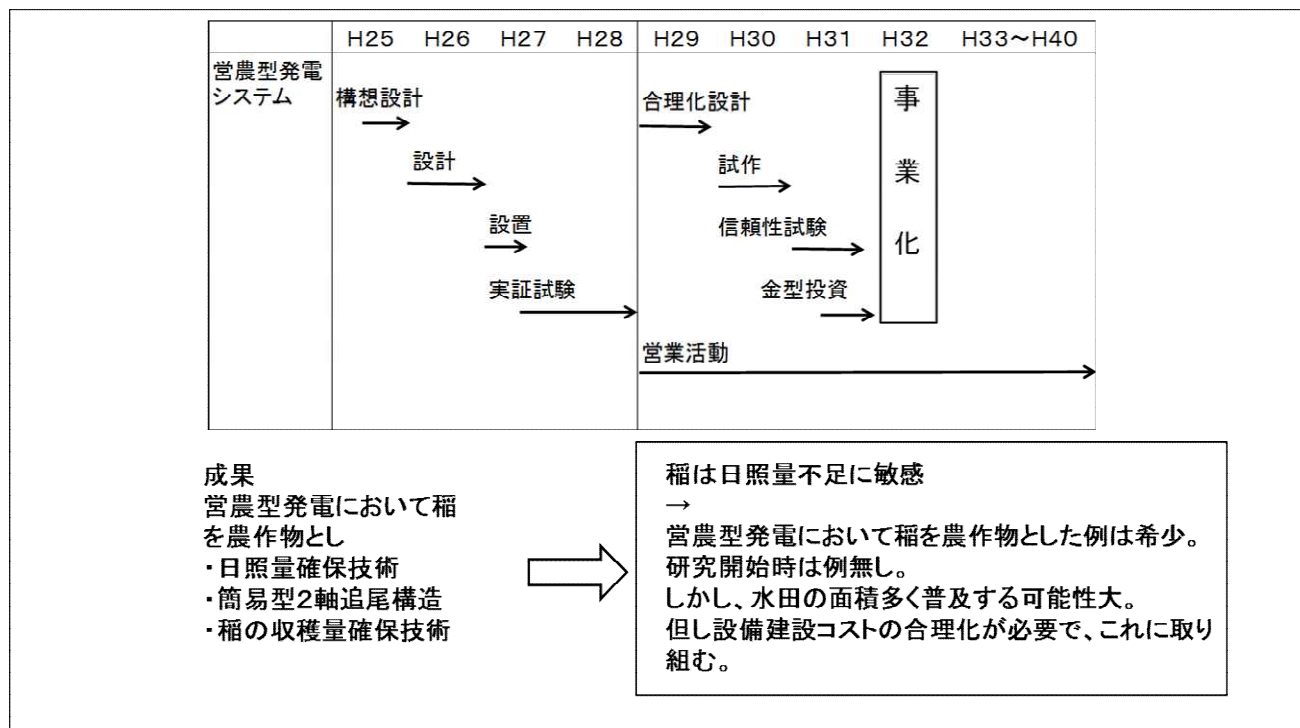 H25 H26 H27 H28 H29 H30 H31 H32 H33～H40
営農型発電
システム
構想設計
設計
設置
実証試験
合理化設計
試作
信頼性試験
金型投資
営業活動
事業化
成果
営農型発電において稲
を農作物とし
・日照量確保技術
・簡易型2軸追尾構造
・稲の収穫量確保技術
稲は日照量不足に敏感
→
営農型発電において稲を農作物とした例は希少。
研究開始時は例無し。
しかし、水田の面積多く普及する可能性大。
但し設備建設コストの合理化が必要で、これに取り
組む。